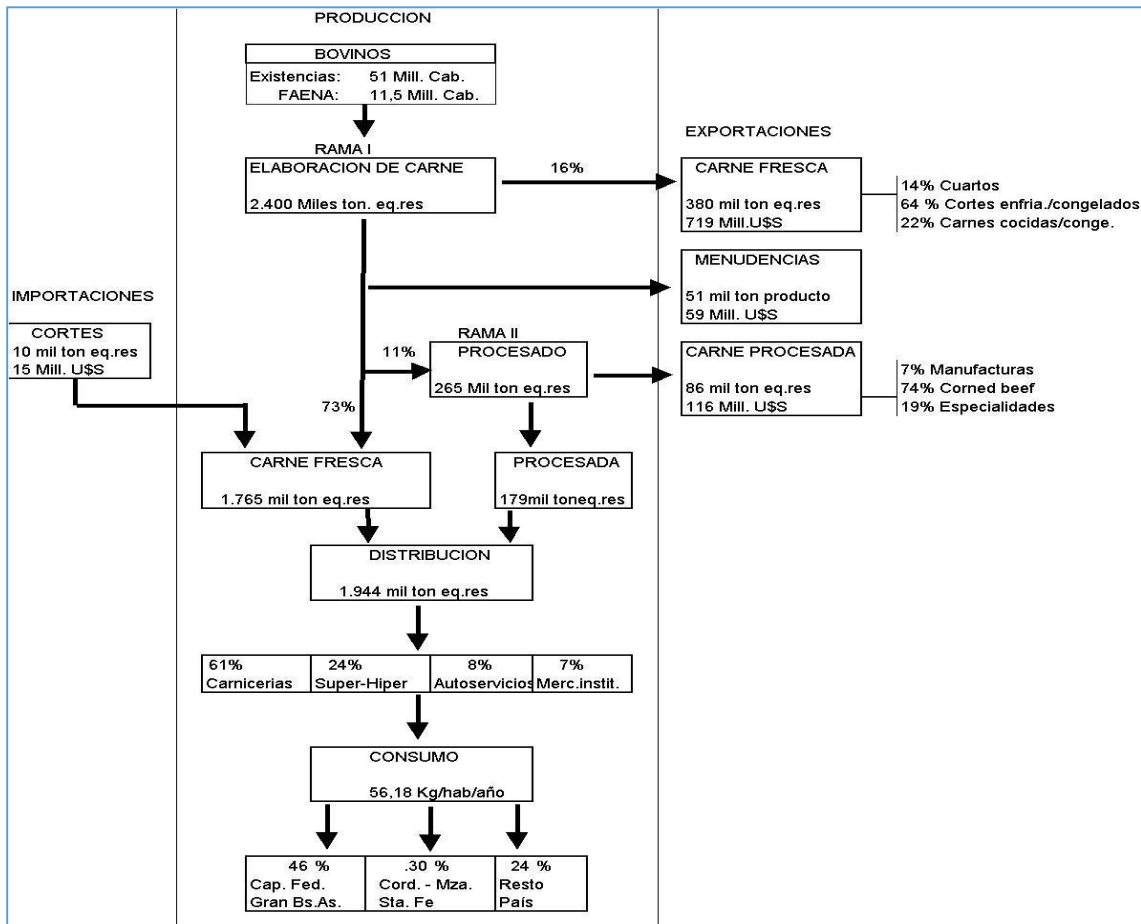 PRODUCCION
BOVINOS
Existencias: 51 Mill. Cab.
FAENA: 11,5 Mill. Cab.
EXPORTACIONES
RAMA I
ELABORACION DE CARNE
2.400 Miles ton. eq.res
16%
CARNE FRESCA
380 mil ton eq.res
719 Mill.U$S
14% Cuartos
64 % Cortes enfria./congelados
22% Carnes cocidas/conge.
MENUDENCIAS
51 mil ton producto
59 Mill. U$S
IMPORTACIONES
CORTES
10 mil ton eq.res
15 Mill. U$S
RAMA II
11%
PROCESADO
265 Mil ton eq.res
CARNE PROCESADA
86 mil ton eq.res
116 Mill. U$S
7% Manufacturas
74% Corned beef
19% Especialidades
73%
CARNE FRESCA
1.765 mil ton eq.res
PROCESADA
179mil toneq.res
DISTRIBUCION
1.944 mil ton eq.res
61%
Carnicerias
24%
Super-Hiper
8%
Autoservicios
7%
Merc.instit.
CONSUMO
56,18 Kg/hab/año
46 %
Cap. Fed.
Gran Bs.As.
.30 %
Cord. - Mza.
Sta. Fe
24 %
Resto
País